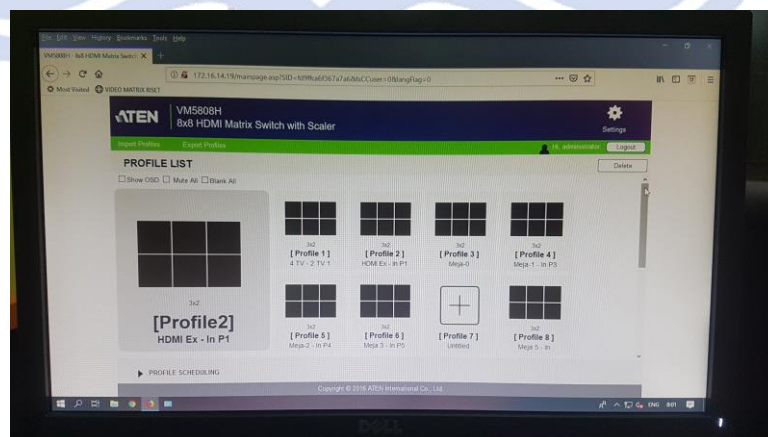 File Edit View History Bookmarks Tools Help
VM5808H - 8x8 HDMI Matrix Switch
172.16.14.19/mainpage.asp?
Most Visited VIDEO MATRIX RISET
ATEN
VM5808H
8x8 HDMI Matrix Switch with Scaler
Settings
Import Profiles Export Profiles
Hi, administrator Logout
PROFILE LIST
Delete
Show OSD Mute All Blank All
3x2
[Profile2]
HDMI Ex - In P1
3x2 3x2 3x2 3x2
[ Profile 1 ] [ Profile 2 ] [ Profile 3 ] [ Profile 4 ]
4 TV - 2 TV 1 HDMI Ex - In P1 Meja-0 Meja-1 - In P3
3x2 3x2 3x2
[ Profile 5 ] [ Profile 6 ] [ Profile 7 ] [ Profile 8 ]
Meja-2 - In P4 Meja 3 - In P5 Untitled Meja 5 - In
PROFILE SCHEDULING
Copyright © 2016 ATEN International Co., Ltd.
ENG 8:01
DELL